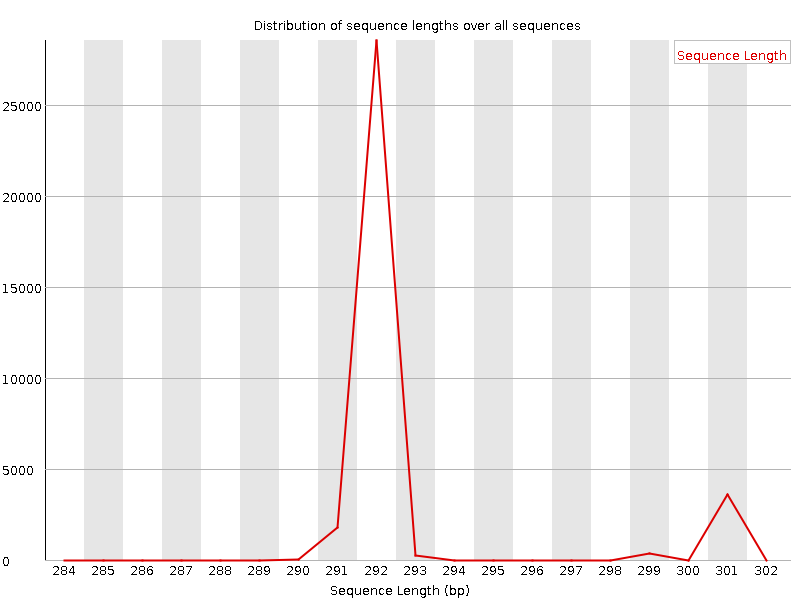 Distribution of sequence lengths over all sequences
Sequence Length
25000
20000
15000
10000
5000
0
284 285 286 287 288 289 290 291 292 293 294 295 296 297 298 299 300 301 302
Sequence Length (bp)